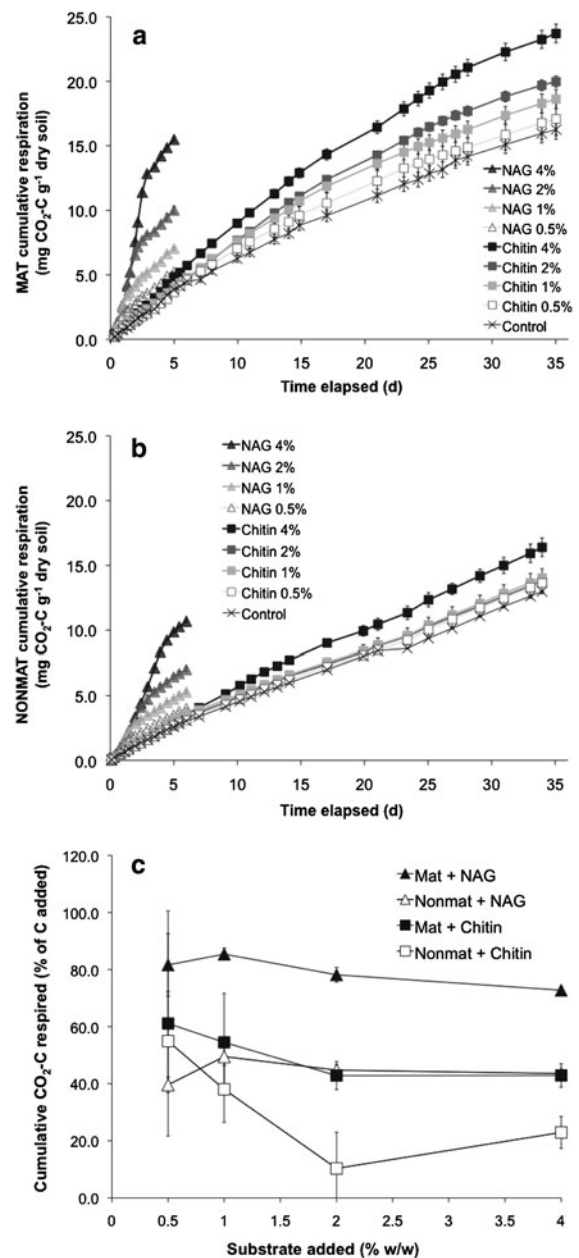 a
MAT cumulative respiration
(mg CO₂-C g⁻¹ dry soil)
25.0
20.0
15.0
10.0
5.0
0.0
NAG 4%
NAG 2%
NAG 1%
NAG 0.5%
Chitin 4%
Chitin 2%
Chitin 1%
Chitin 0.5%
Control
0 5 10 15 20 25 30 35
Time elapsed (d)
b
NONMAT cumulative respiration
(mg CO₂-C g⁻¹ dry soil)
25.0
20.0
15.0
10.0
5.0
0.0
NAG 4%
NAG 2%
NAG 1%
NAG 0.5%
Chitin 4%
Chitin 2%
Chitin 1%
Chitin 0.5%
Control
0 5 10 15 20 25 30 35
Time elapsed (d)
c
Cumulative CO₂-C respired (% of C added)
120.0
100.0
80.0
60.0
40.0
20.0
0.0
Mat + NAG
Nonmat + NAG
Mat + Chitin
Nonmat + Chitin
0 0.5 1 1.5 2 2.5 3 3.5 4
Substrate added (% w/w)